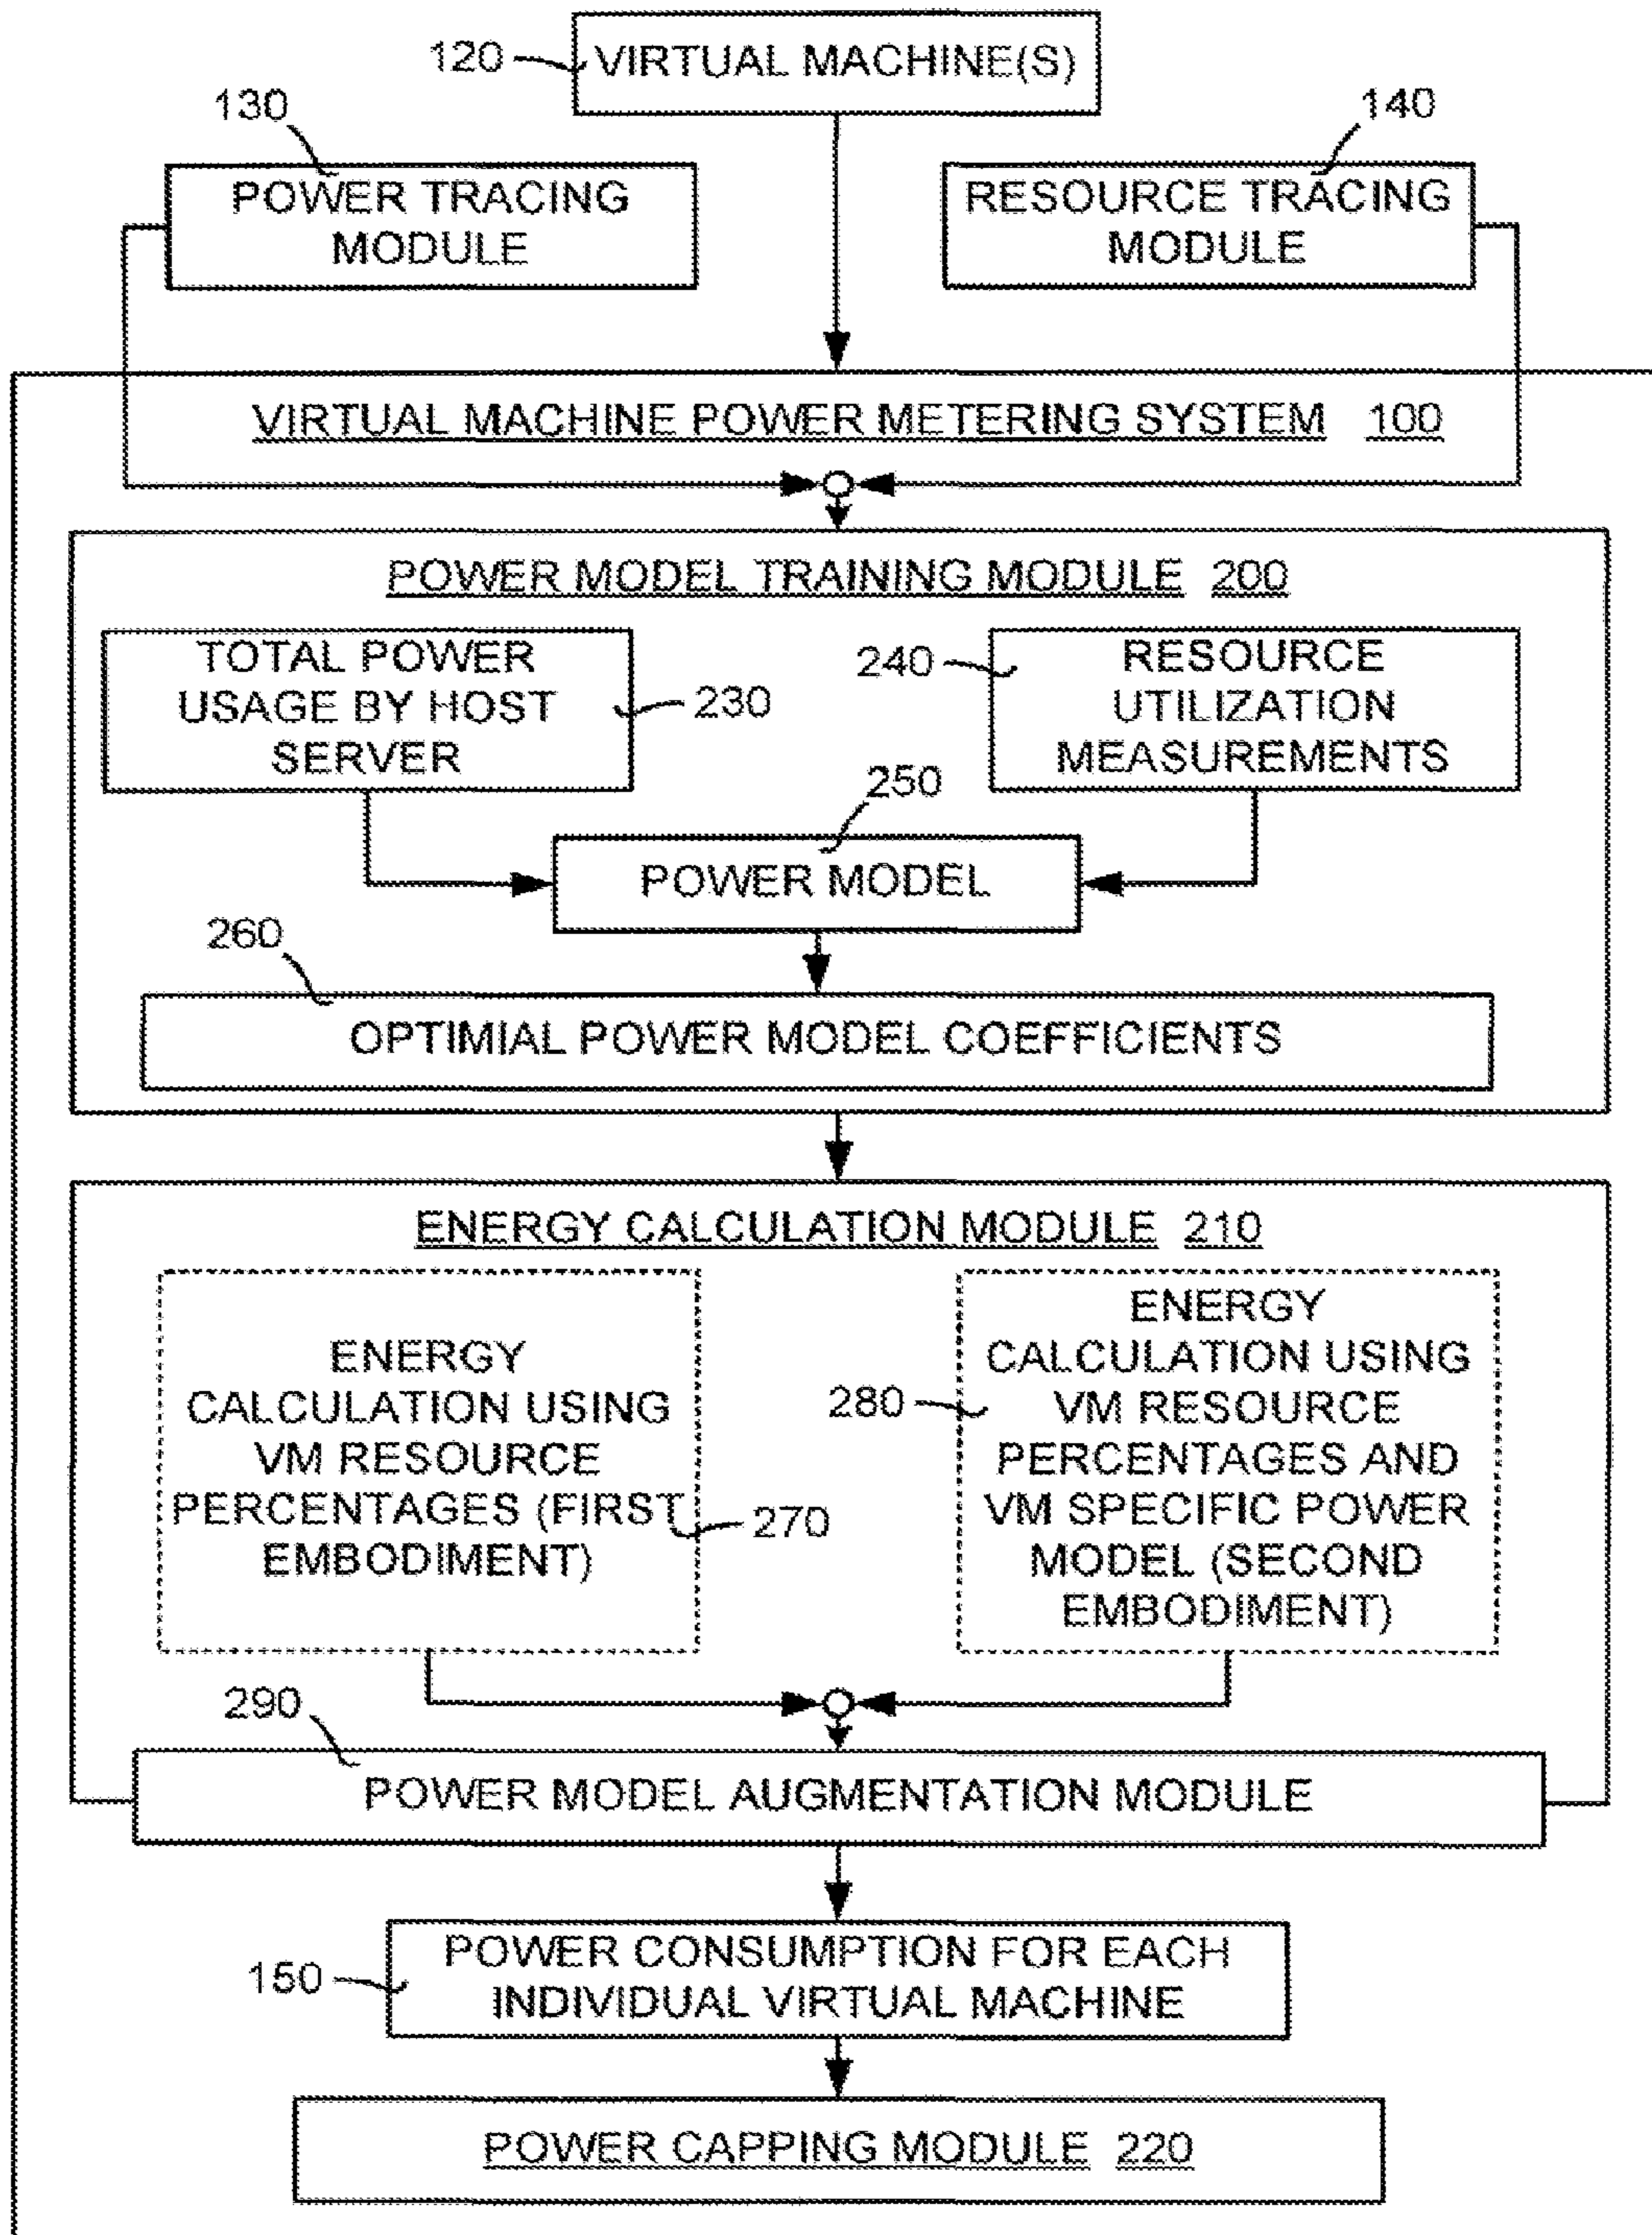 120
VIRTUAL MACHINE(S)
130
140
POWER TRACING
MODULE
RESOURCE TRACING
MODULE
VIRTUAL MACHINE POWER METERING SYSTEM 100
POWER MODEL TRAINING MODULE 200
TOTAL POWER
USAGE BY HOST
SERVER
230
240
RESOURCE
UTILIZATION
MEASUREMENTS
250
POWER MODEL
260
OPTIMIAL POWER MODEL COEFFICIENTS
ENERGY CALCULATION MODULE 210
ENERGY
CALCULATION USING
VM RESOURCE
PERCENTAGES (FIRST
EMBODIMENT)
270
280
ENERGY
CALCULATION USING
VM RESOURCE
PERCENTAGES AND
VM SPECIFIC POWER
MODEL (SECOND
EMBODIMENT)
290
POWER MODEL AUGMENTATION MODULE
150
POWER CONSUMPTION FOR EACH
INDIVIDUAL VIRTUAL MACHINE
POWER CAPPING MODULE 220